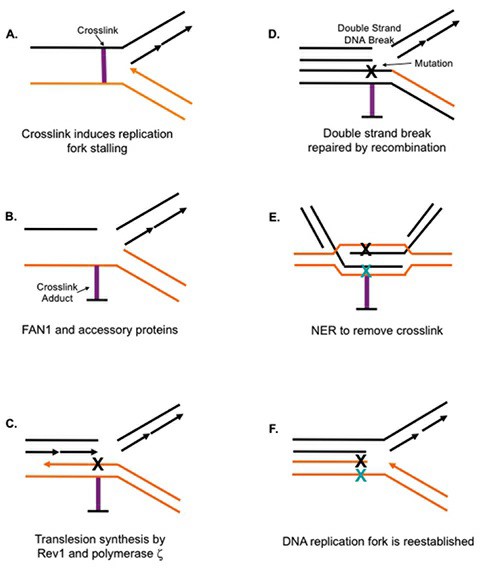 A.
Crosslink
Crosslink induces replication
fork stalling
B.
Crosslink
Adduct
FAN1 and accessory proteins
C.
X
Translesion synthesis by
Rev1 and polymerase ζ
D.
Double Strand
DNA Break
Mutation
X
Double strand break
repaired by recombination
E.
X
X
NER to remove crosslink
F.
X
X
DNA replication fork is reestablished